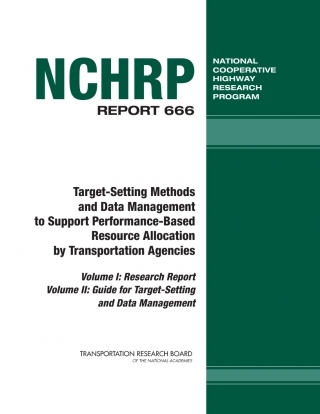 NCHRP
REPORT 666
NATIONAL
COOPERATIVE
HIGHWAY
RESEARCH
PROGRAM
Target-Setting Methods
and Data Management
to Support Performance-Based
Resource Allocation
by Transportation Agencies
Volume I: Research Report
Volume II: Guide for Target-Setting
and Data Management
TRANSPORTATION RESEARCH BOARD
OF THE NATIONAL ACADEMIES